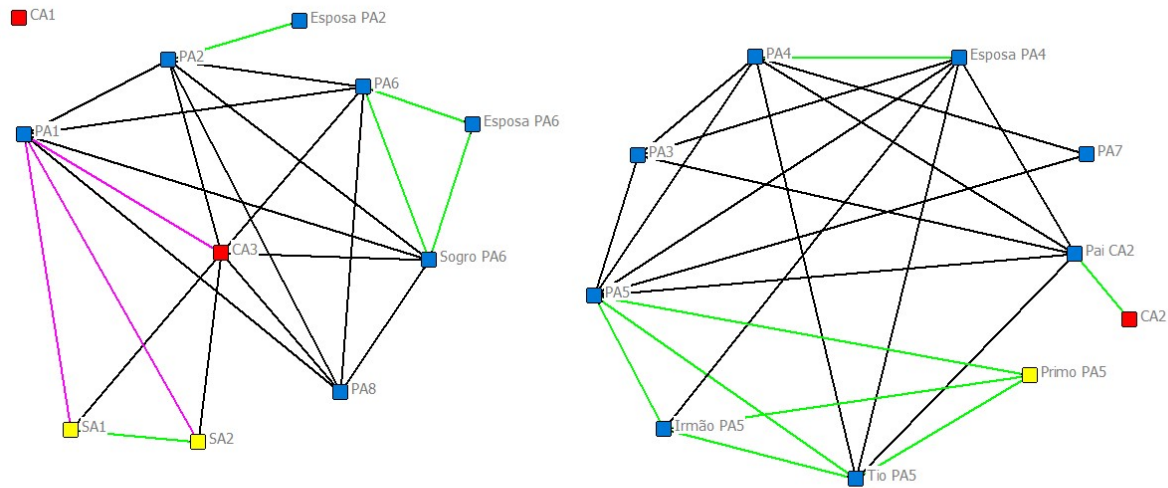 CA1
Esposa PA2
PA2
PA6
Esposa PA6
PA1
CA3
Sogro PA6
PA8
SA1
SA2
PA4
Esposa PA4
PA3
PA7
Pai CA2
PA5
CA2
Primo PA5
Irmão PA5
Tio PA5